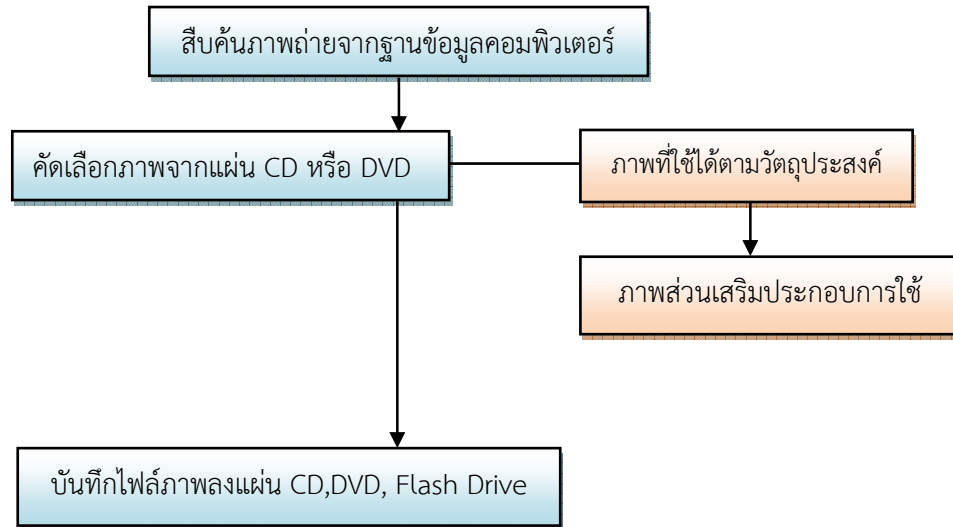 สืบค้นภาพถ่ายจากฐานข้อมูลคอมพิวเตอร์
คัดเลือกภาพจากแผ่น CD หรือ DVD
ภาพที่ใช้ได้ตามวัตถุประสงค์
ภาพส่วนเสริมประกอบการใช้
บันทึกไฟล์ภาพลงแผ่น CD,DVD, Flash Drive